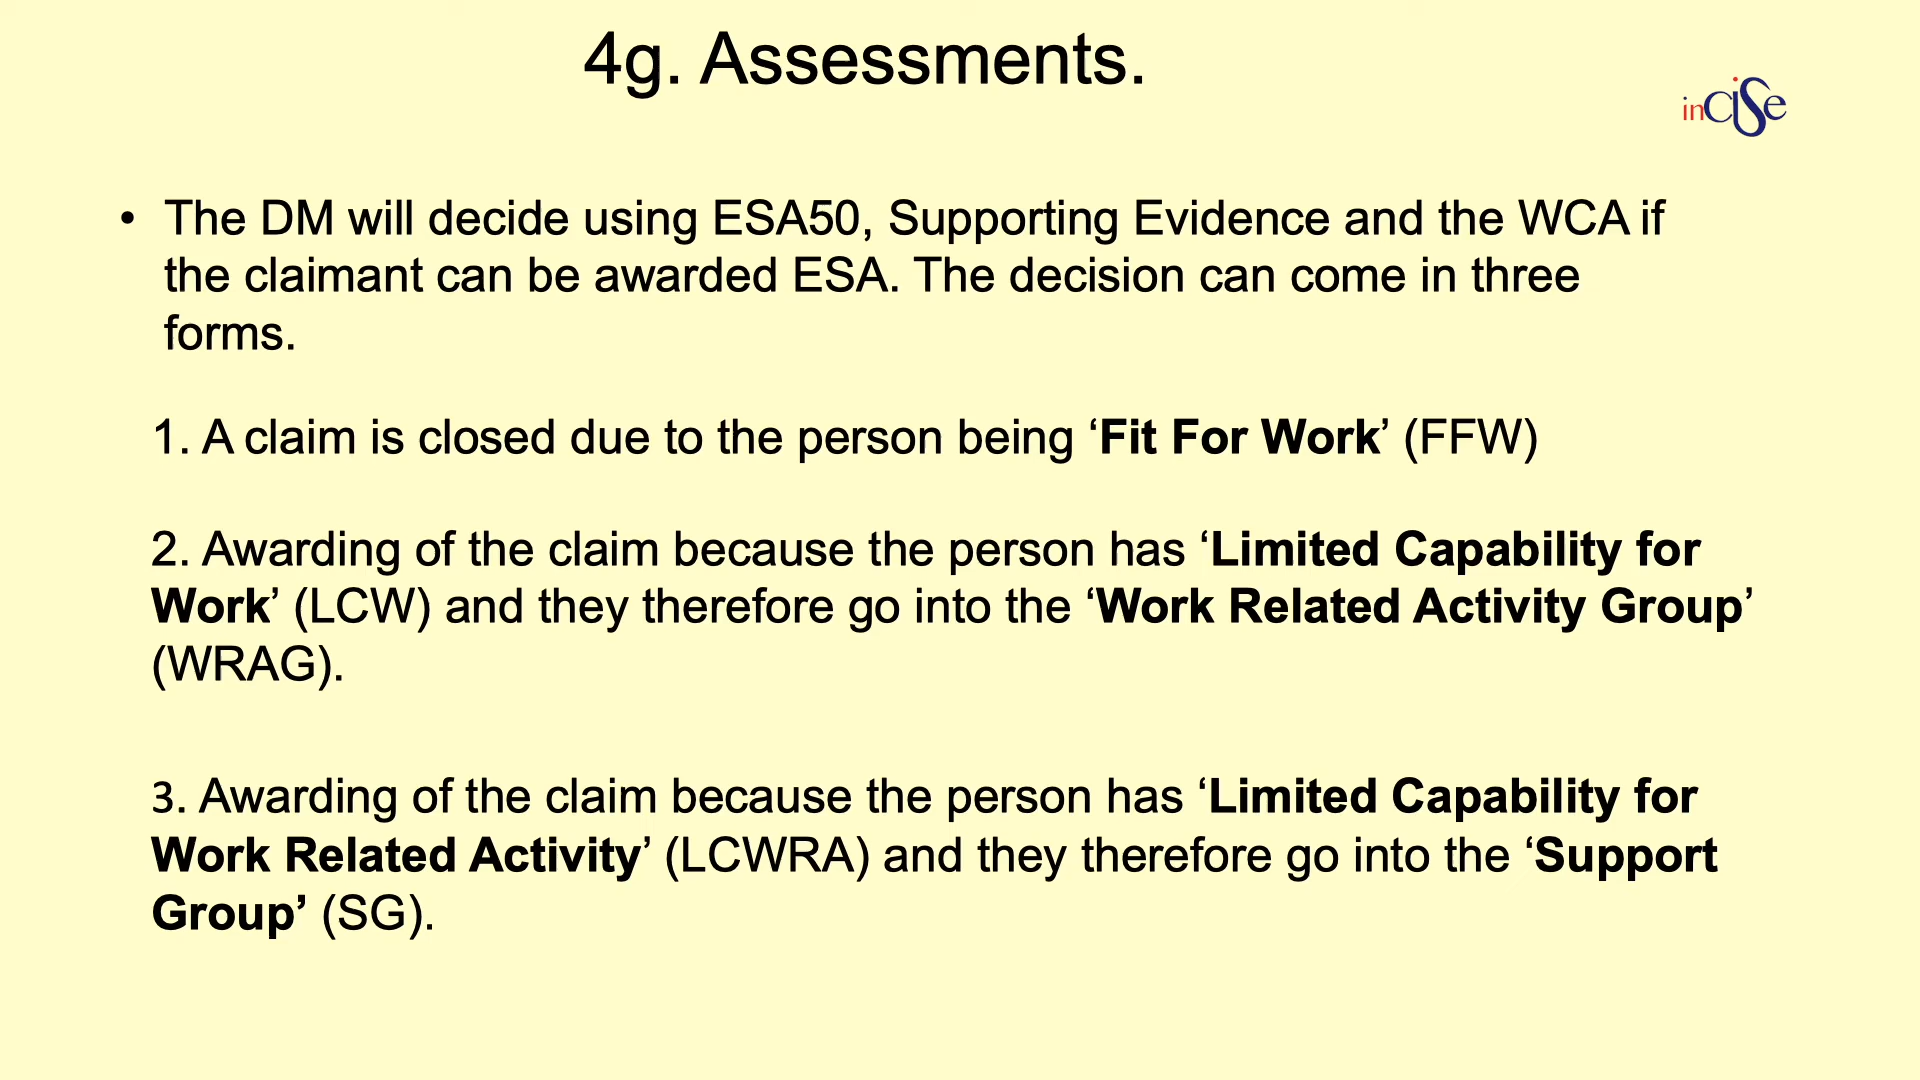 4g. Assessments.
inCiSe
• The DM will decide using ESA50, Supporting Evidence and the WCA if
the claimant can be awarded ESA. The decision can come in three
forms.
1. A claim is closed due to the person being ‘Fit For Work’ (FFW)
2. Awarding of the claim because the person has ‘Limited Capability for
Work’ (LCW) and they therefore go into the ‘Work Related Activity Group’
(WRAG).
3. Awarding of the claim because the person has ‘Limited Capability for
Work Related Activity’ (LCWRA) and they therefore go into the ‘Support
Group’ (SG).